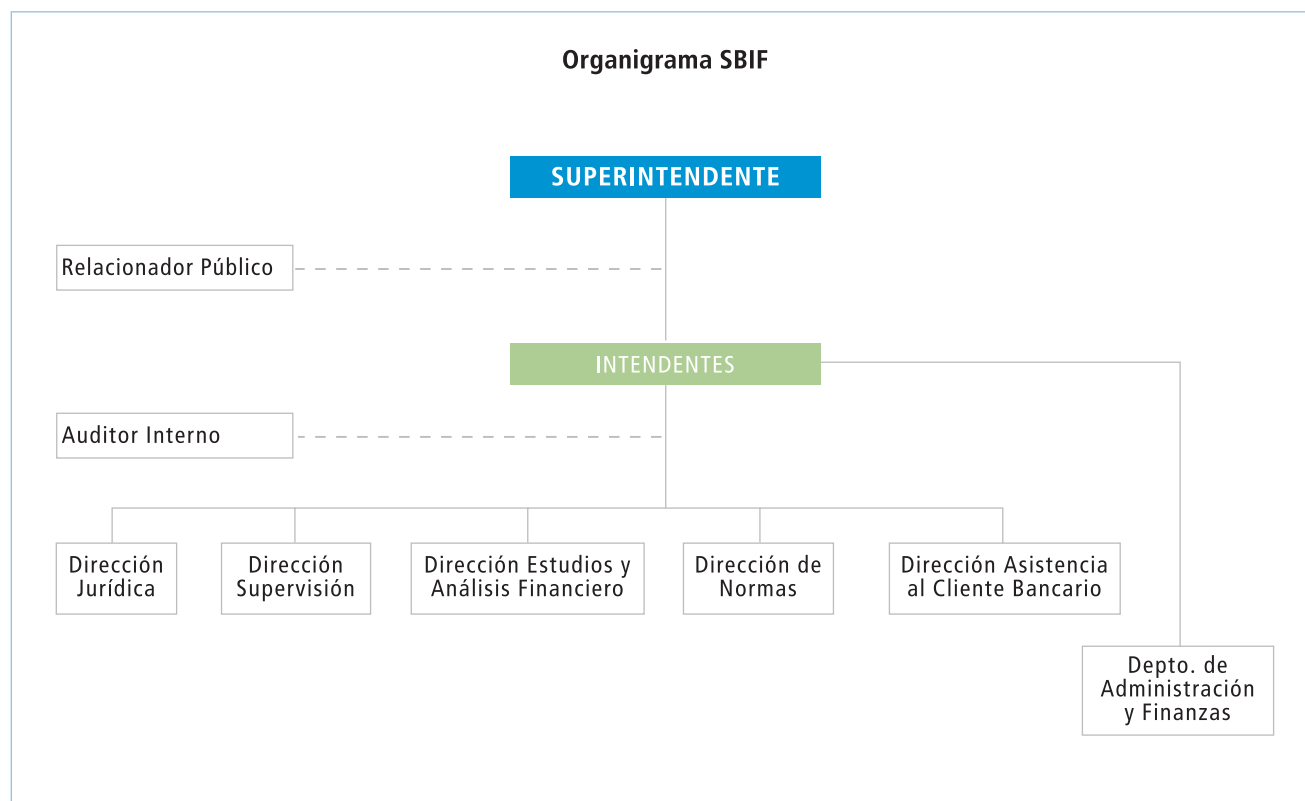 Organigrama SBIF
SUPERINTENDENTE
Relacionador Público
INTENDENTES
Auditor Interno
Dirección
Jurídica
Dirección
Supervisión
Dirección Estudios y
Análisis Financiero
Dirección de
Normas
Dirección Asistencia
al Cliente Bancario
Depto. de
Administración
y Finanzas